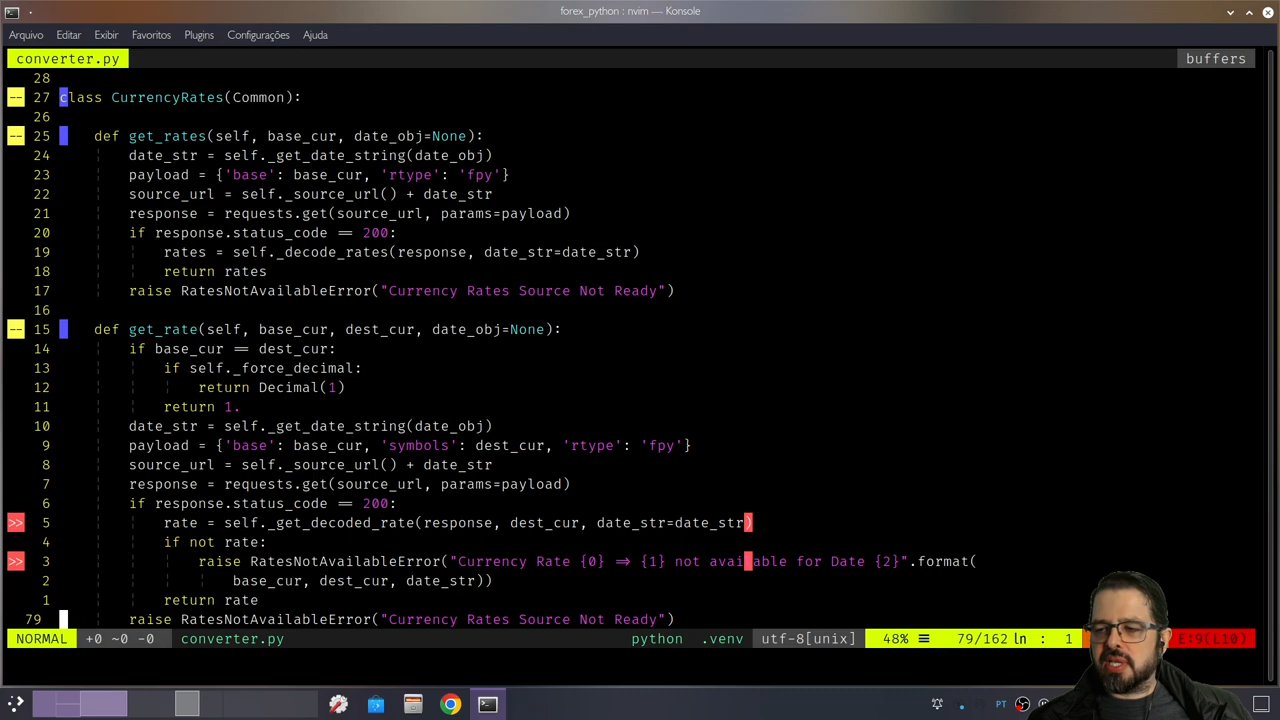 forex_python : nvim — Konsole
Arquivo Editar Exibir Favoritos Plugins Configurações Ajuda
converter.py buffers
28
-- 27 class CurrencyRates(Common):
26
-- 25 def get_rates(self, base_cur, date_obj=None):
24 date_str = self._get_date_string(date_obj)
23 payload = {'base': base_cur, 'rtype': 'fpy'}
22 source_url = self._source_url() + date_str
21 response = requests.get(source_url, params=payload)
20 if response.status_code == 200:
19 rates = self._decode_rates(response, date_str=date_str)
18 return rates
17 raise RatesNotAvailableError("Currency Rates Source Not Ready")
16
-- 15 def get_rate(self, base_cur, dest_cur, date_obj=None):
14 if base_cur == dest_cur:
13 if self._force_decimal:
12 return Decimal(1)
11 return 1.
10 date_str = self._get_date_string(date_obj)
9 payload = {'base': base_cur, 'symbols': dest_cur, 'rtype': 'fpy'}
8 source_url = self._source_url() + date_str
7 response = requests.get(source_url, params=payload)
6 if response.status_code == 200:
>> 5 rate = self._get_decoded_rate(response, dest_cur, date_str=date_str)
4 if not rate:
>> 3 raise RatesNotAvailableError("Currency Rate {0} => {1} not available for Date {2}".format(
2 base_cur, dest_cur, date_str))
1 return rate
79 raise RatesNotAvailableError("Currency Rates Source Not Ready")
NORMAL +0 ~0 -0 converter.py python .venv utf-8[unix] 48% ☰ 79/162 ln : 1 E:9(L10)
PT